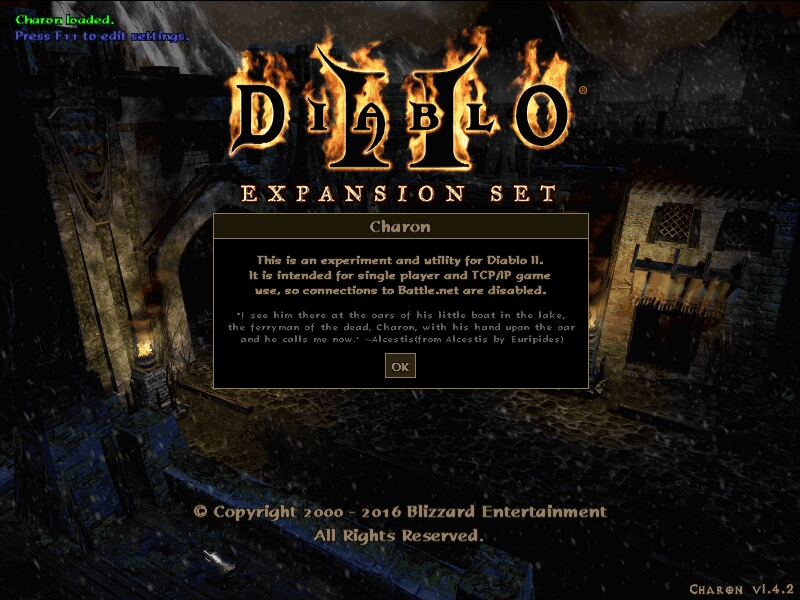 Charon loaded.
Press F11 to edit settings.
DIABLO II ®
EXPANSION SET
Charon
This is an experiment and utility for Diablo II.
It is intended for single player and TCP/IP game
use, so connections to Battle.net are disabled.
"I see him there at the oars of his little boat in the lake,
the ferryman of the dead, Charon, with his hand upon the oar
and he calls me now." ~Alcestis(from Alcestis by Euripides)
OK
© Copyright 2000 - 2016 Blizzard Entertainment
All Rights Reserved.
Charon v1.4.2